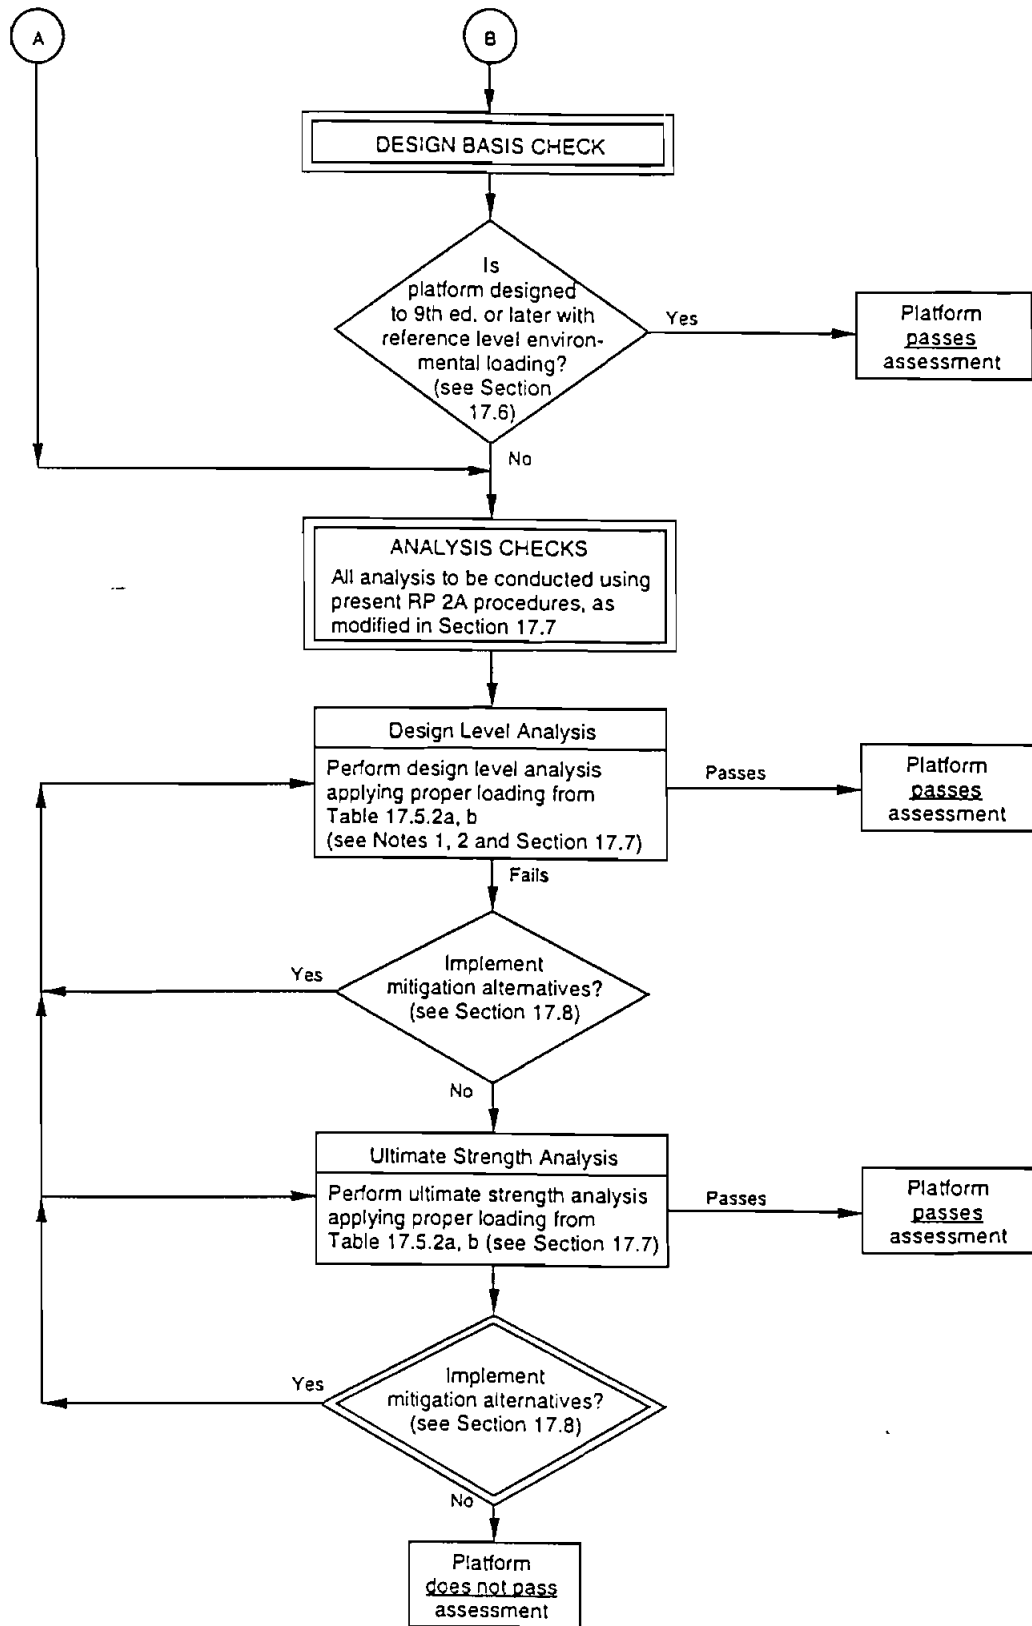 A
B
DESIGN BASIS CHECK
Is
platform designed
to 9th ed. or later with
reference level environ-
mental loading?
(see Section
17.6)
Yes
Platform
passes
assessment
No
ANALYSIS CHECKS
All analysis to be conducted using
present RP 2A procedures, as
modified in Section 17.7
Design Level Analysis
Perform design level analysis
applying proper loading from
Table 17.5.2a, b
(see Notes 1, 2 and Section 17.7)
Passes
Platform
passes
assessment
Fails
Implement
mitigation alternatives?
(see Section 17.8)
Yes
No
Ultimate Strength Analysis
Perform ultimate strength analysis
applying proper loading from
Table 17.5.2a, b (see Section 17.7)
Passes
Platform
passes
assessment
Implement
mitigation alternatives?
(see Section 17.8)
Yes
No
Platform
does not pass
assessment